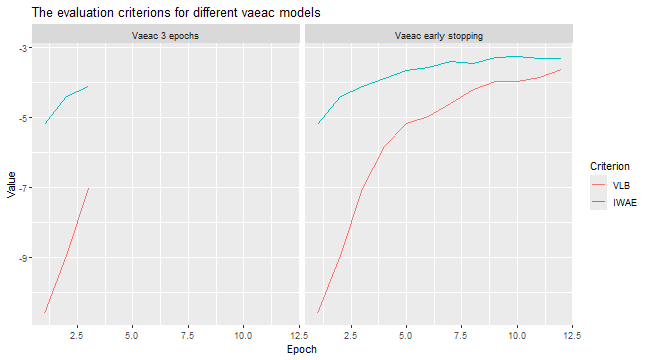 The evaluation criterions for different vaeac models
Vaeac 3 epochs
Vaeac early stopping
-3
-5
-7
-9
Value
2.5 5.0 7.5 10.0 12.5
2.5 5.0 7.5 10.0 12.5
Epoch
Criterion
VLB
IWAE